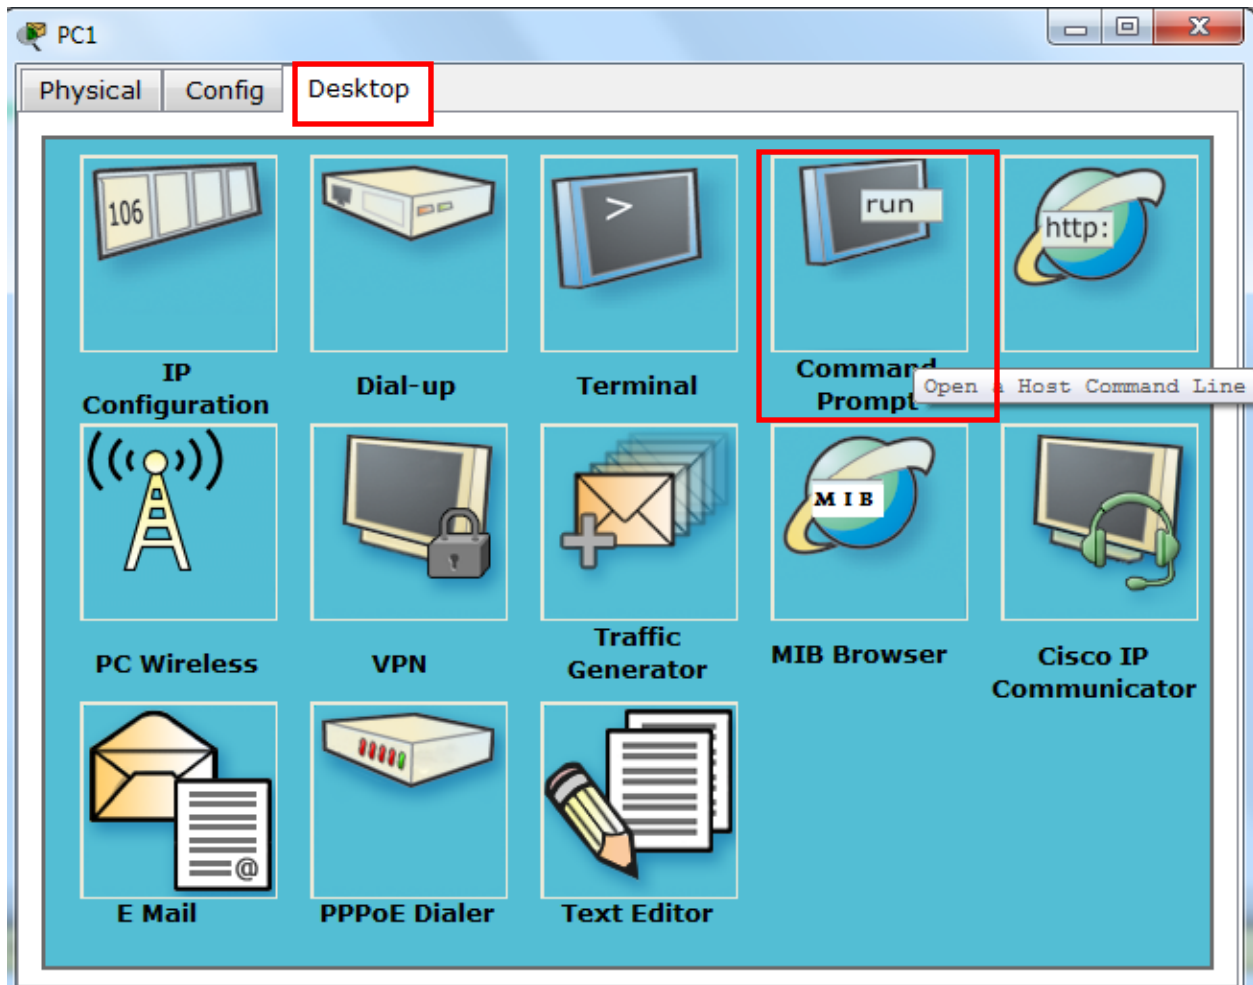 PC1
Physical Config Desktop
106
>
run
http:
IP
Configuration
Dial-up
Terminal
Command
Prompt
Open a Host Command Line
MIB
PC Wireless
VPN
Traffic
Generator
MIB Browser
Cisco IP
Communicator
@
E Mail
PPPoE Dialer
Text Editor